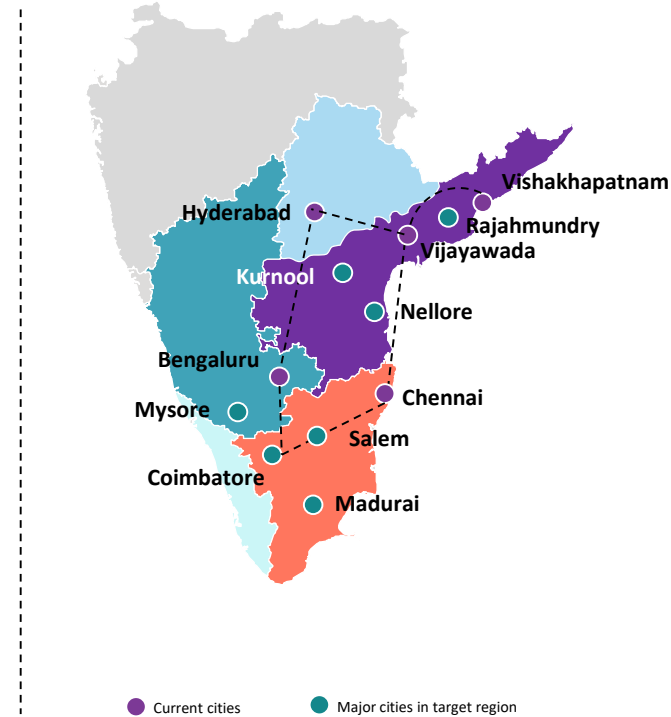 Vishakhapatnam
Hyderabad
Rajahmundry
Vijayawada
Kurnool
Nellore
Bengaluru
Chennai
Mysore
Salem
Coimbatore
Madurai
Current cities
Major cities in target region